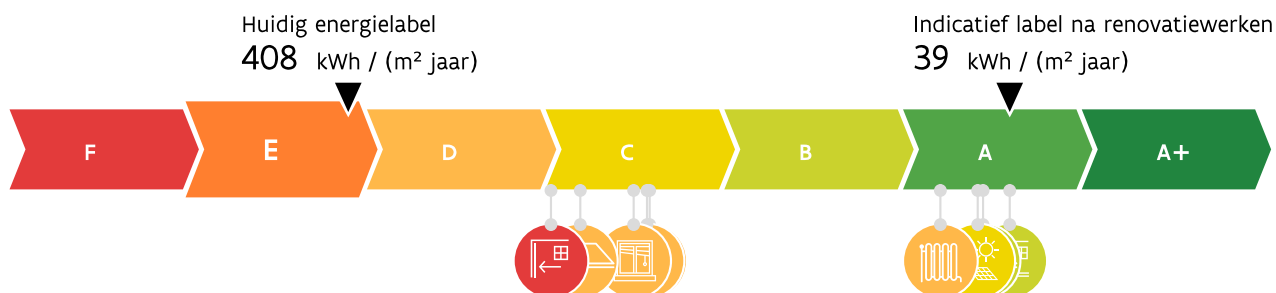 Huidig energielabel
408 kWh / (m² jaar)
Indicatief label na renovatiewerken
39 kWh / (m² jaar)
F E D C B A A+